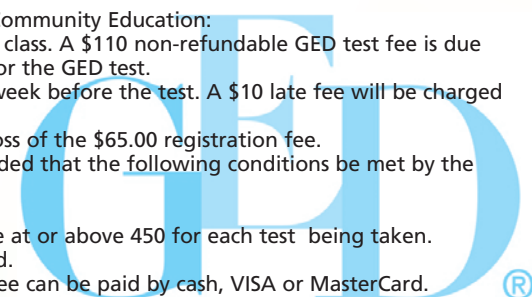 Community Education:
class. A $110 non-refundable GED test fee is due
or the GED test.
week before the test. A $10 late fee will be charged
oss of the $65.00 registration fee.
ded that the following conditions be met by the
e at or above 450 for each test being taken.
d.
ee can be paid by cash, VISA or MasterCard.
GED®